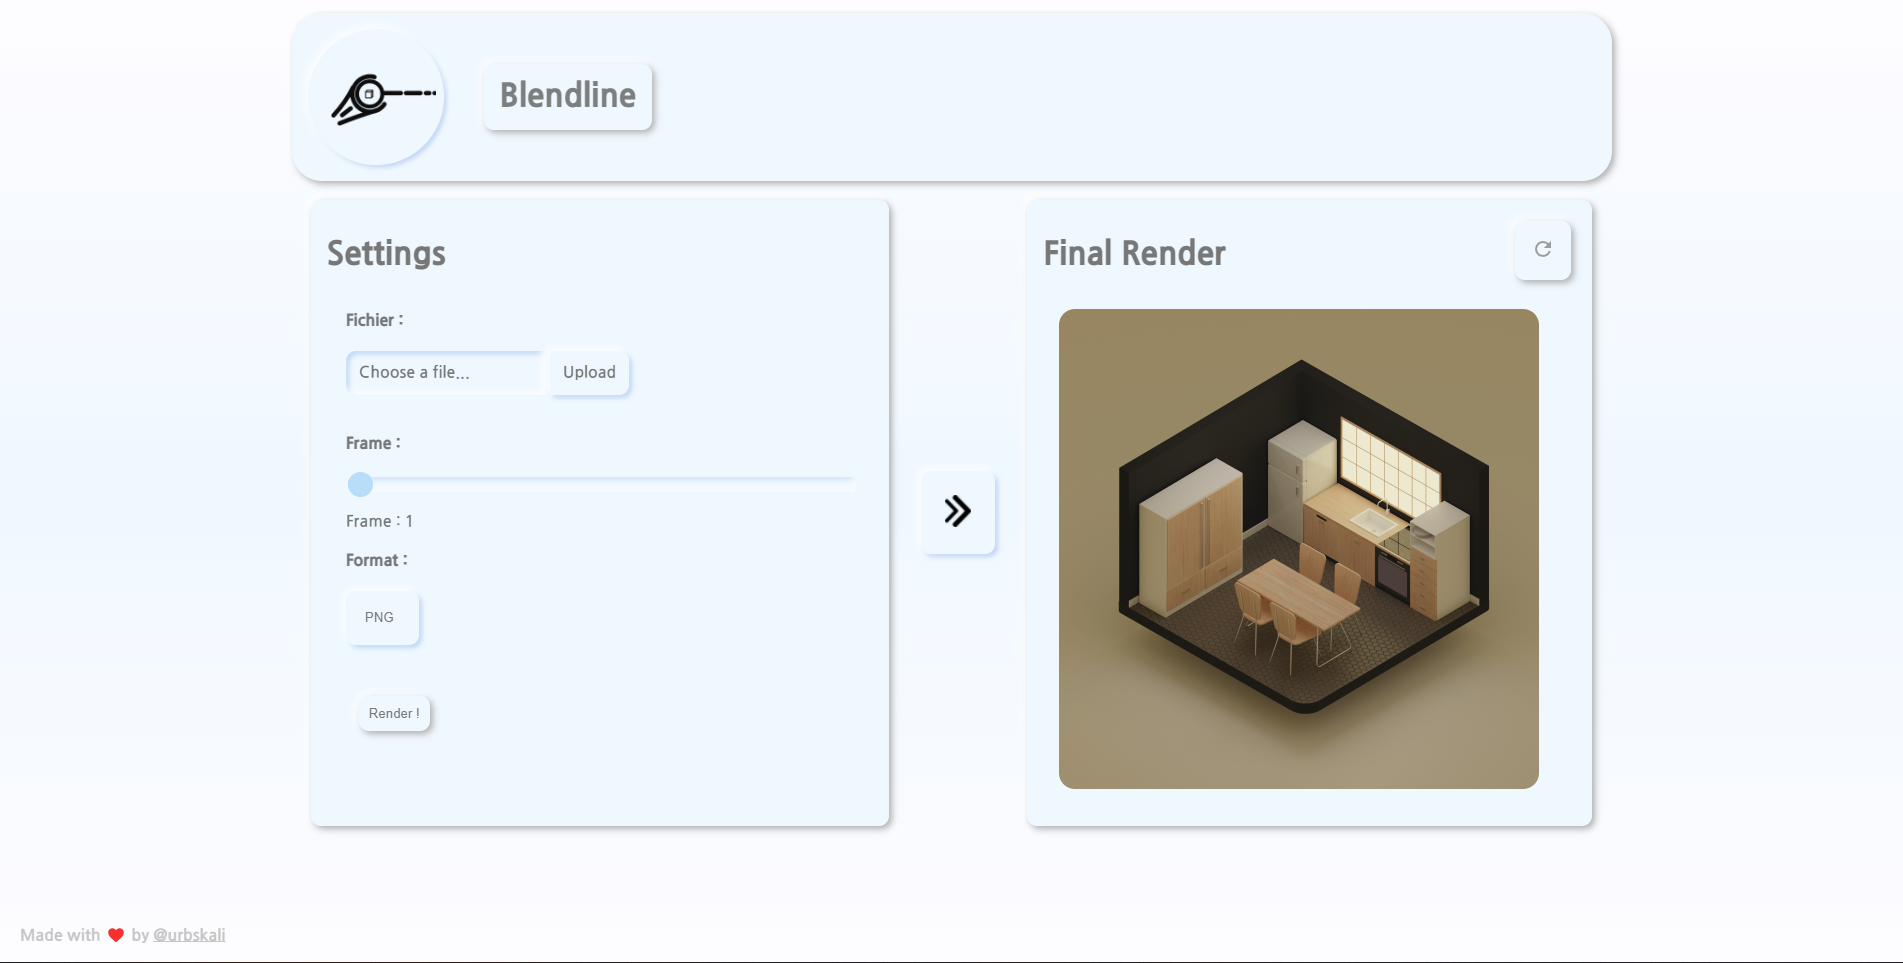 Blendline
Settings
Fichier :
Choose a file...
Upload
Frame :
Frame : 1
Format :
PNG
Render !
Final Render
Made with ❤ by @urbskali